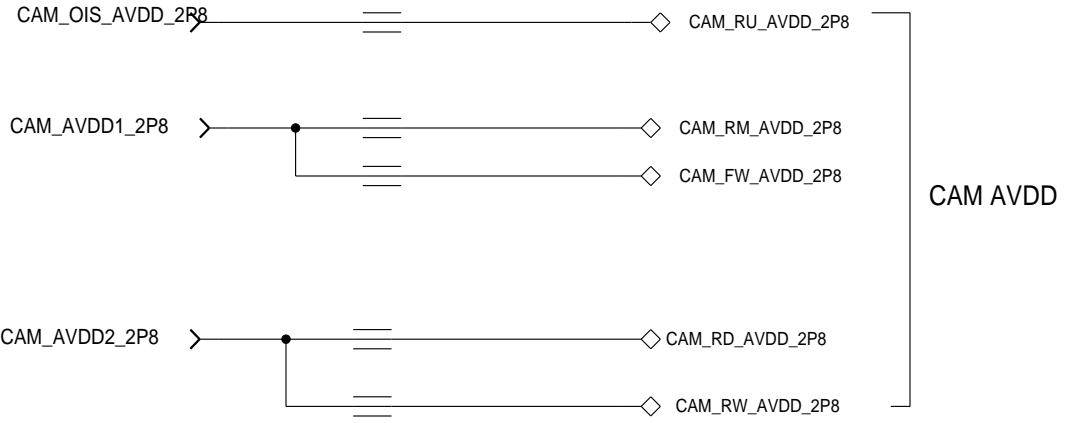 CAM_OIS_AVDD_2P8
CAM_RU_AVDD_2P8
CAM_AVDD1_2P8
CAM_RM_AVDD_2P8
CAM_FW_AVDD_2P8
CAM AVDD
CAM_AVDD2_2P8
CAM_RD_AVDD_2P8
CAM_RW_AVDD_2P8